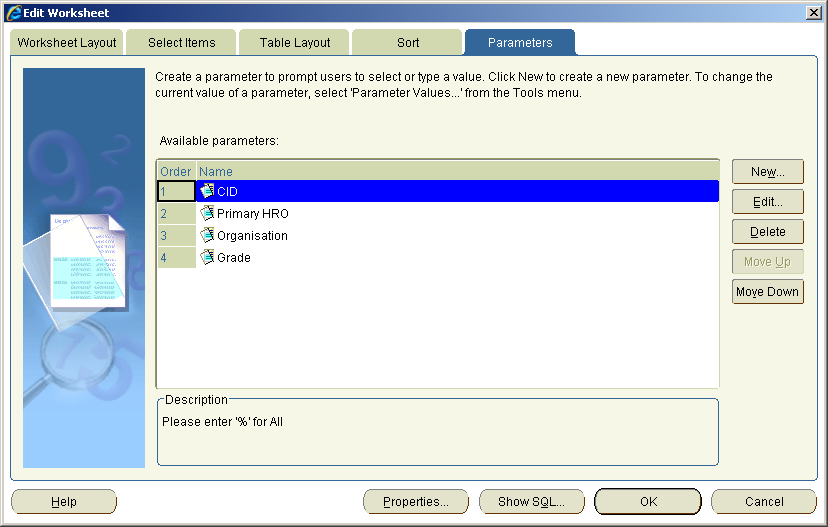 Edit Worksheet
Worksheet Layout
Select Items
Table Layout
Sort
Parameters
Create a parameter to prompt users to select or type a value. Click New to create a new parameter. To change the
current value of a parameter, select 'Parameter Values...' from the Tools menu.
Available parameters:
Order Name
1 CID
2 Primary HRO
3 Organisation
4 Grade
New...
Edit...
Delete
Move Up
Move Down
Description
Please enter '%' for All
Help
Properties...
Show SQL...
OK
Cancel